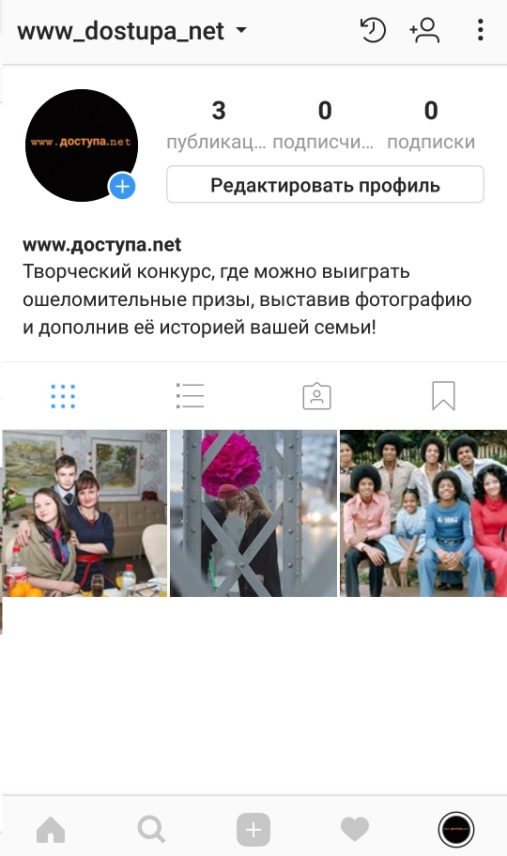 www_dostupa_net
www.доступа.net
3 0 0
публикац... подписчи... подписки
Редактировать профиль
www.доступа.net
Творческий конкурс, где можно выиграть
ошеломительные призы, выставив фотографию
и дополнив её историей вашей семьи!